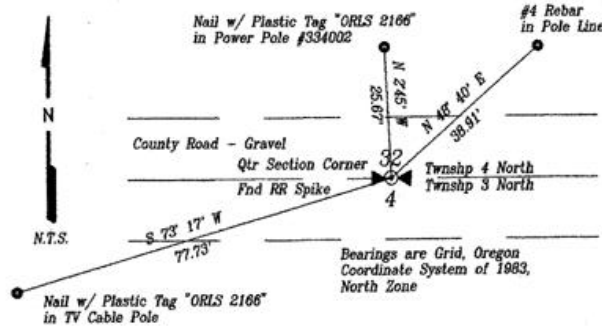 Nail w/ Plastic Tag "ORLS 2166"
in Power Pole #334002
#4 Rebar
in Pole Line
N
N 2°45' W
25.67'
N 48° 40' E
38.91'
County Road - Gravel
32
Qtr Section Corner
Twnshp 4 North
Fnd RR Spike
4
Twnshp 3 North
N.T.S.
S 73° 17' W
77.73'
Bearings are Grid, Oregon
Coordinate System of 1983,
North Zone
Nail w/ Plastic Tag "ORLS 2166"
in TV Cable Pole